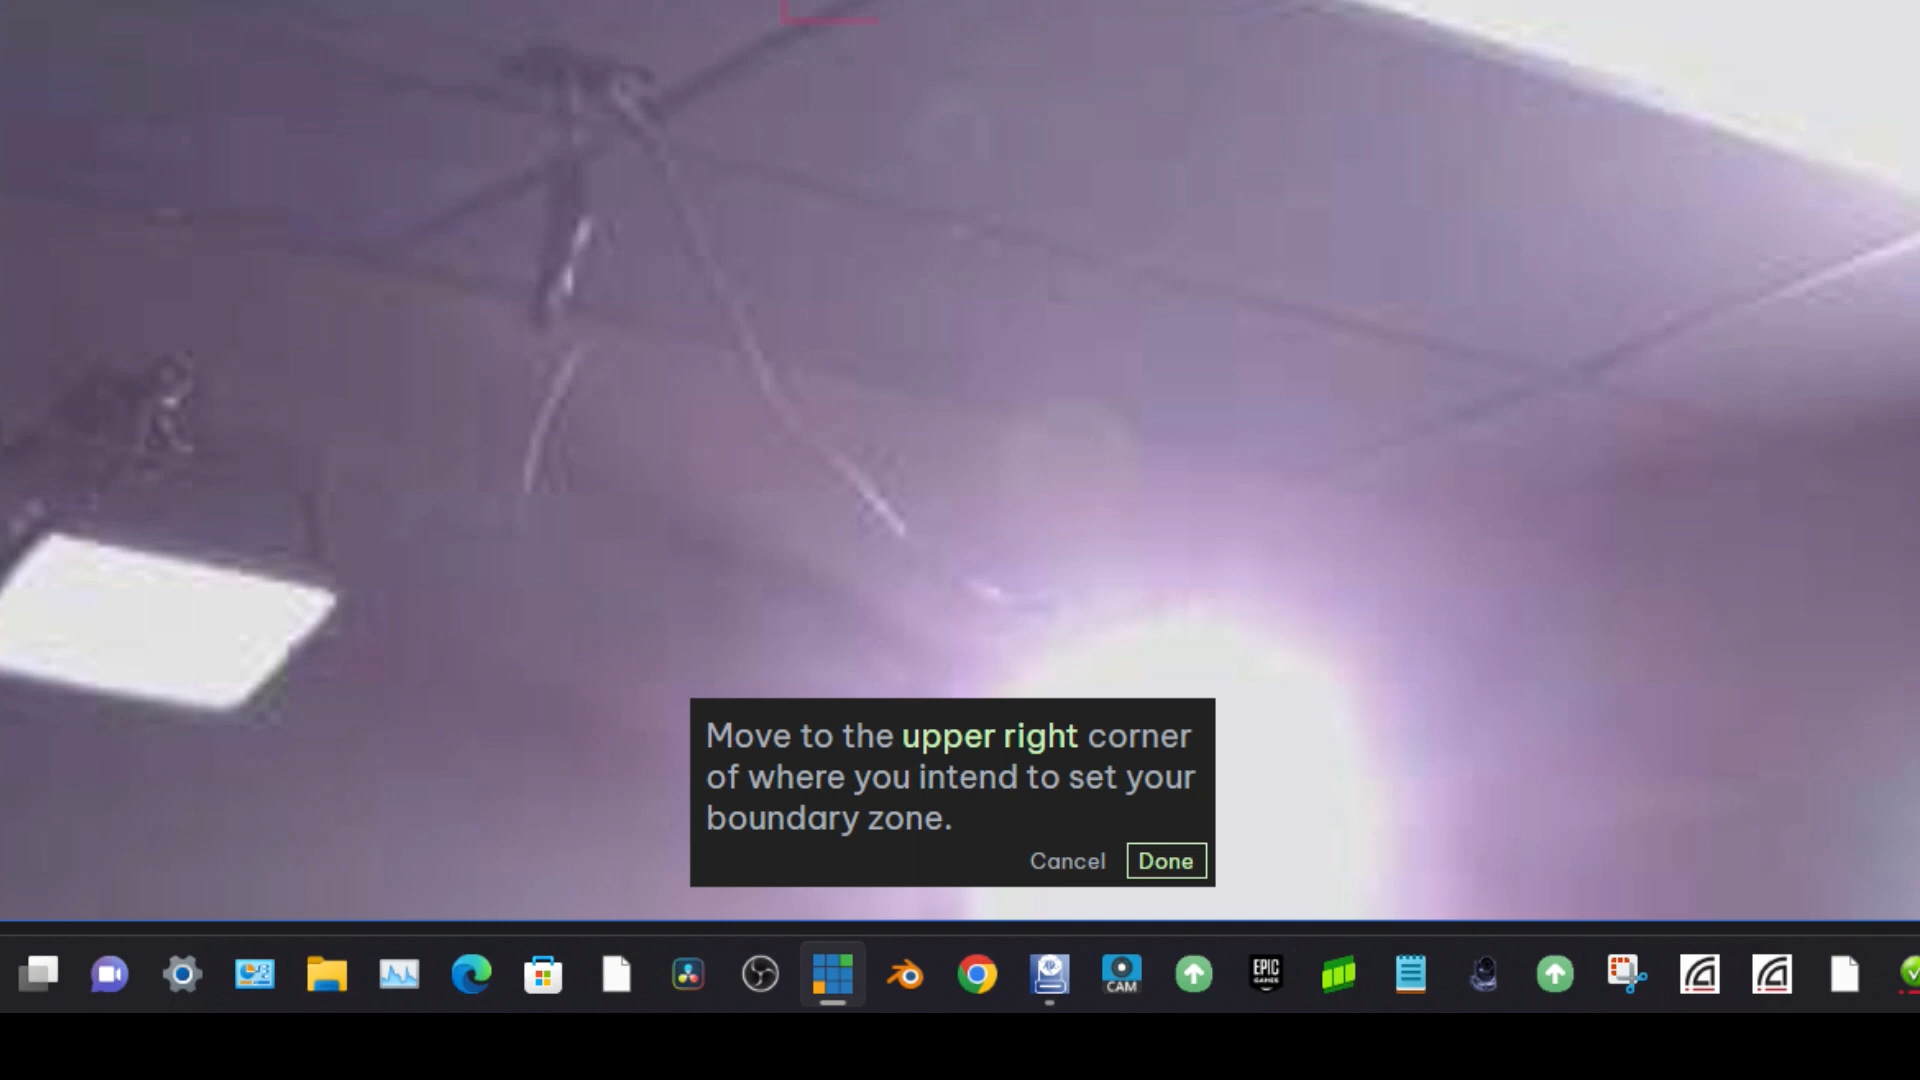 Move to the upper right corner
of where you intend to set your
boundary zone.
Cancel Done
CAM
EPIC
GAMES